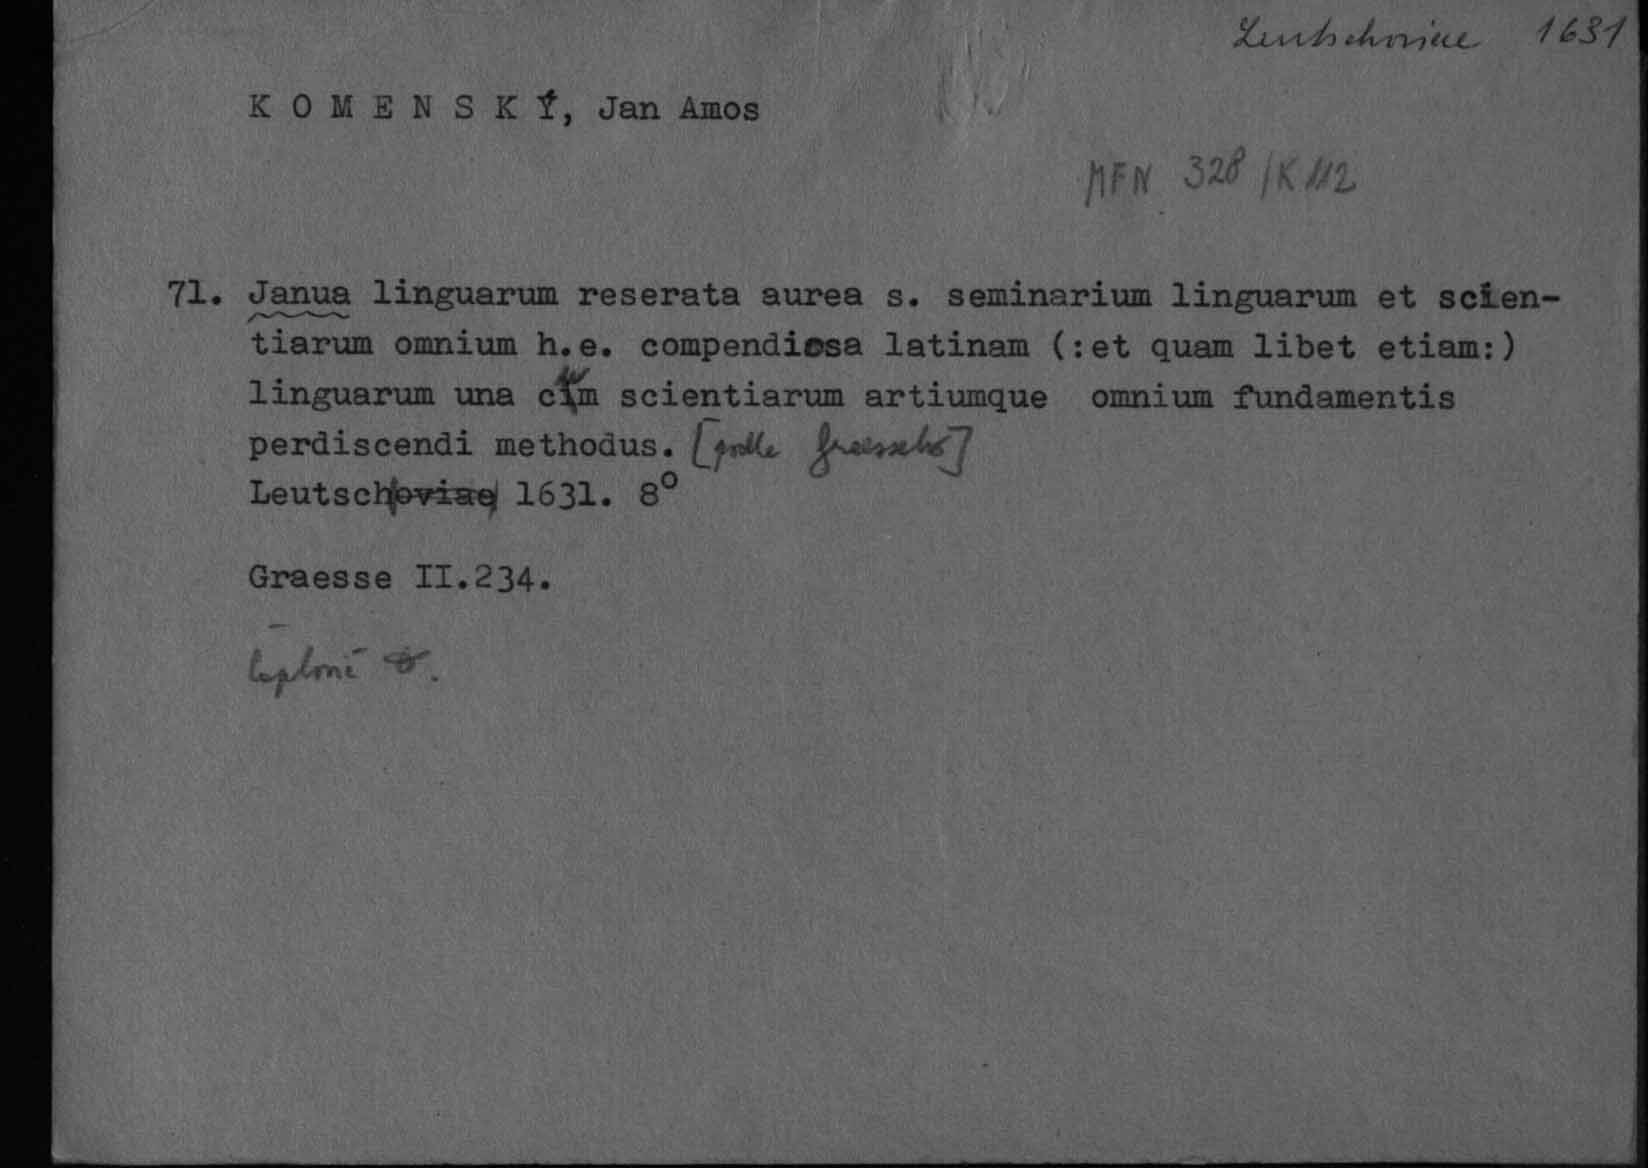 Leutschoviae 1631
K O M E N S K Ý, Jan Amos
MFN 328 /K 112
71. Janua linguarum reserata aurea s. seminarium linguarum et scien-
tiarum omnium h.e. compendiosa latinam (:et quam libet etiam:)
linguarum una cum scientiarum artiumque omnium fundamentis
perdiscendi methodus. [podle Graesseho]
Leutschoviae 1631. 8°
Graesse II.234.